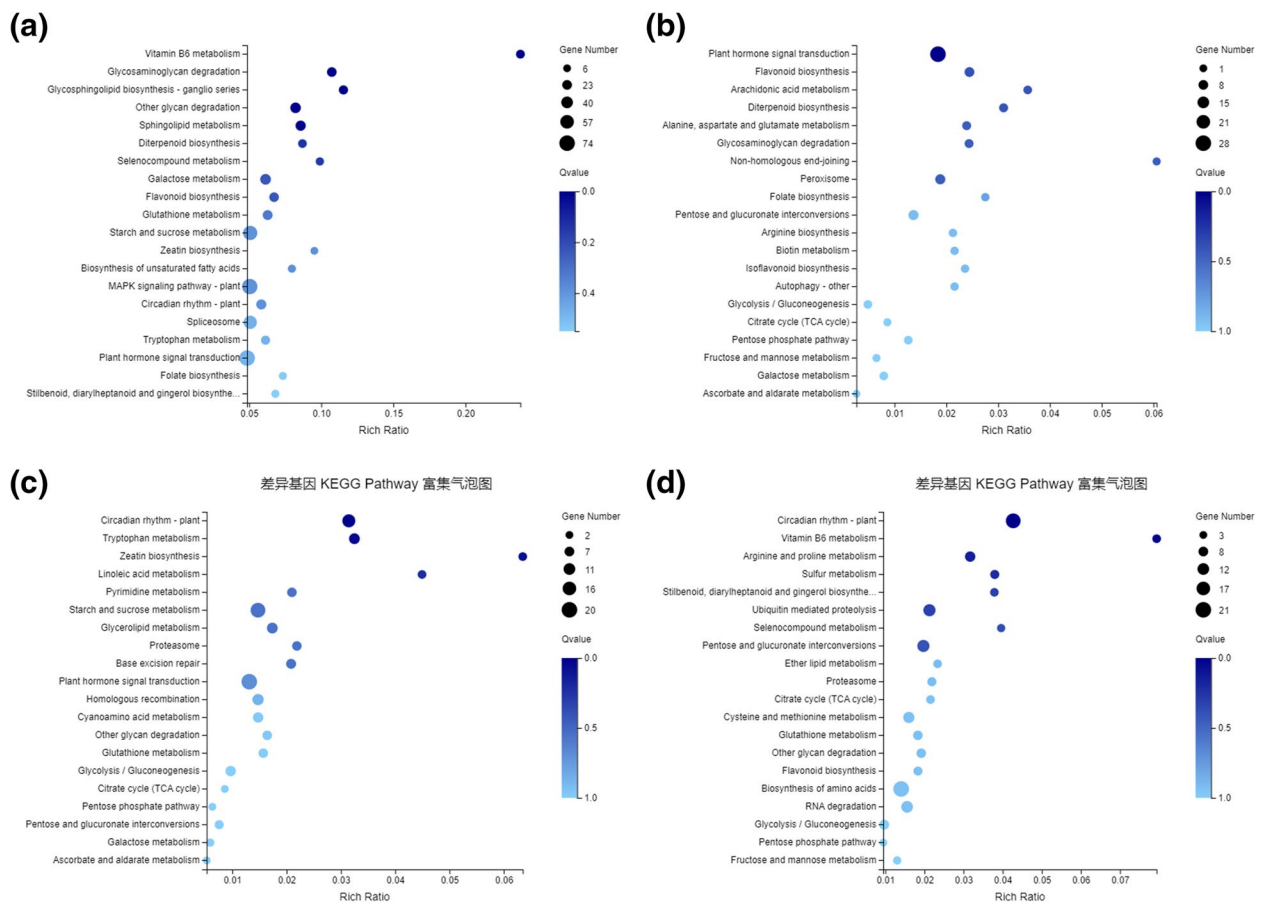 (a)
Vitamin B6 metabolism
Glycosaminoglycan degradation
Glycosphingolipid biosynthesis - ganglio series
Other glycan degradation
Sphingolipid metabolism
Diterpenoid biosynthesis
Selenocompound metabolism
Galactose metabolism
Flavonoid biosynthesis
Glutathione metabolism
Starch and sucrose metabolism
Zeatin biosynthesis
Biosynthesis of unsaturated fatty acids
MAPK signaling pathway - plant
Circadian rhythm - plant
Spliceosome
Tryptophan metabolism
Plant hormone signal transduction
Folate biosynthesis
Stilbenoid, diarylheptanoid and gingerol biosynthe...
0.05 0.10 0.15 0.20
Rich Ratio
Gene Number
6
23
40
57
74
Qvalue
0.0
0.2
0.4
(b)
Plant hormone signal transduction
Flavonoid biosynthesis
Arachidonic acid metabolism
Diterpenoid biosynthesis
Alanine, aspartate and glutamate metabolism
Glycosaminoglycan degradation
Non-homologous end-joining
Peroxisome
Folate biosynthesis
Pentose and glucuronate interconversions
Arginine biosynthesis
Biotin metabolism
Isoflavonoid biosynthesis
Autophagy - other
Glycolysis / Gluconeogenesis
Citrate cycle (TCA cycle)
Pentose phosphate pathway
Fructose and mannose metabolism
Galactose metabolism
Ascorbate and aldarate metabolism
0.01 0.02 0.03 0.04 0.05 0.06
Rich Ratio
Gene Number
1
8
15
21
28
Qvalue
0.0
0.5
1.0
(c)
差异基因 KEGG Pathway 富集气泡图
Circadian rhythm - plant
Tryptophan metabolism
Zeatin biosynthesis
Linoleic acid metabolism
Pyrimidine metabolism
Starch and sucrose metabolism
Glycerolipid metabolism
Proteasome
Base excision repair
Plant hormone signal transduction
Homologous recombination
Cyanoamino acid metabolism
Other glycan degradation
Glutathione metabolism
Glycolysis / Gluconeogenesis
Citrate cycle (TCA cycle)
Pentose phosphate pathway
Pentose and glucuronate interconversions
Galactose metabolism
Ascorbate and aldarate metabolism
0.01 0.02 0.03 0.04 0.05 0.06
Rich Ratio
Gene Number
2
7
11
16
20
Qvalue
0.0
0.5
1.0
(d)
差异基因 KEGG Pathway 富集气泡图
Circadian rhythm - plant
Vitamin B6 metabolism
Arginine and proline metabolism
Sulfur metabolism
Stilbenoid, diarylheptanoid and gingerol biosynthe...
Ubiquitin mediated proteolysis
Selenocompound metabolism
Pentose and glucuronate interconversions
Ether lipid metabolism
Proteasome
Citrate cycle (TCA cycle)
Cysteine and methionine metabolism
Glutathione metabolism
Other glycan degradation
Flavonoid biosynthesis
Biosynthesis of amino acids
RNA degradation
Glycolysis / Gluconeogenesis
Pentose phosphate pathway
Fructose and mannose metabolism
0.01 0.02 0.03 0.04 0.05 0.06 0.07
Rich Ratio
Gene Number
3
8
12
17
21
Qvalue
0.0
0.5
1.0